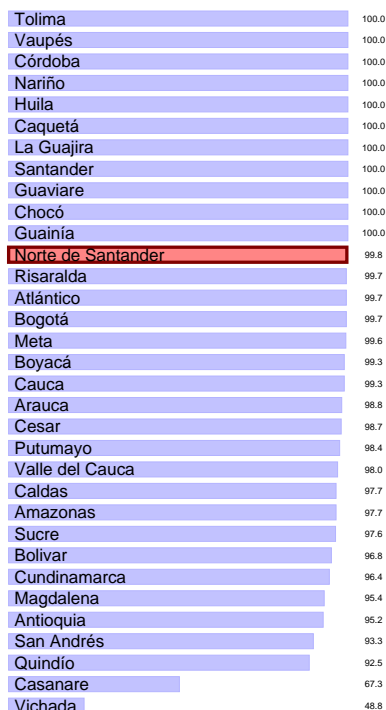 Tolima 100.0
Vaupés 100.0
Córdoba 100.0
Nariño 100.0
Huila 100.0
Caquetá 100.0
La Guajira 100.0
Santander 100.0
Guaviare 100.0
Chocó 100.0
Guainía 100.0
Norte de Santander 99.8
Risaralda 99.7
Atlántico 99.7
Bogotá 99.7
Meta 99.6
Boyacá 99.3
Cauca 99.3
Arauca 98.8
Cesar 98.7
Putumayo 98.4
Valle del Cauca 98.0
Caldas 97.7
Amazonas 97.7
Sucre 97.6
Bolivar 96.8
Cundinamarca 96.4
Magdalena 95.4
Antioquia 95.2
San Andrés 93.3
Quindío 92.5
Casanare 67.3
Vichada 48.8